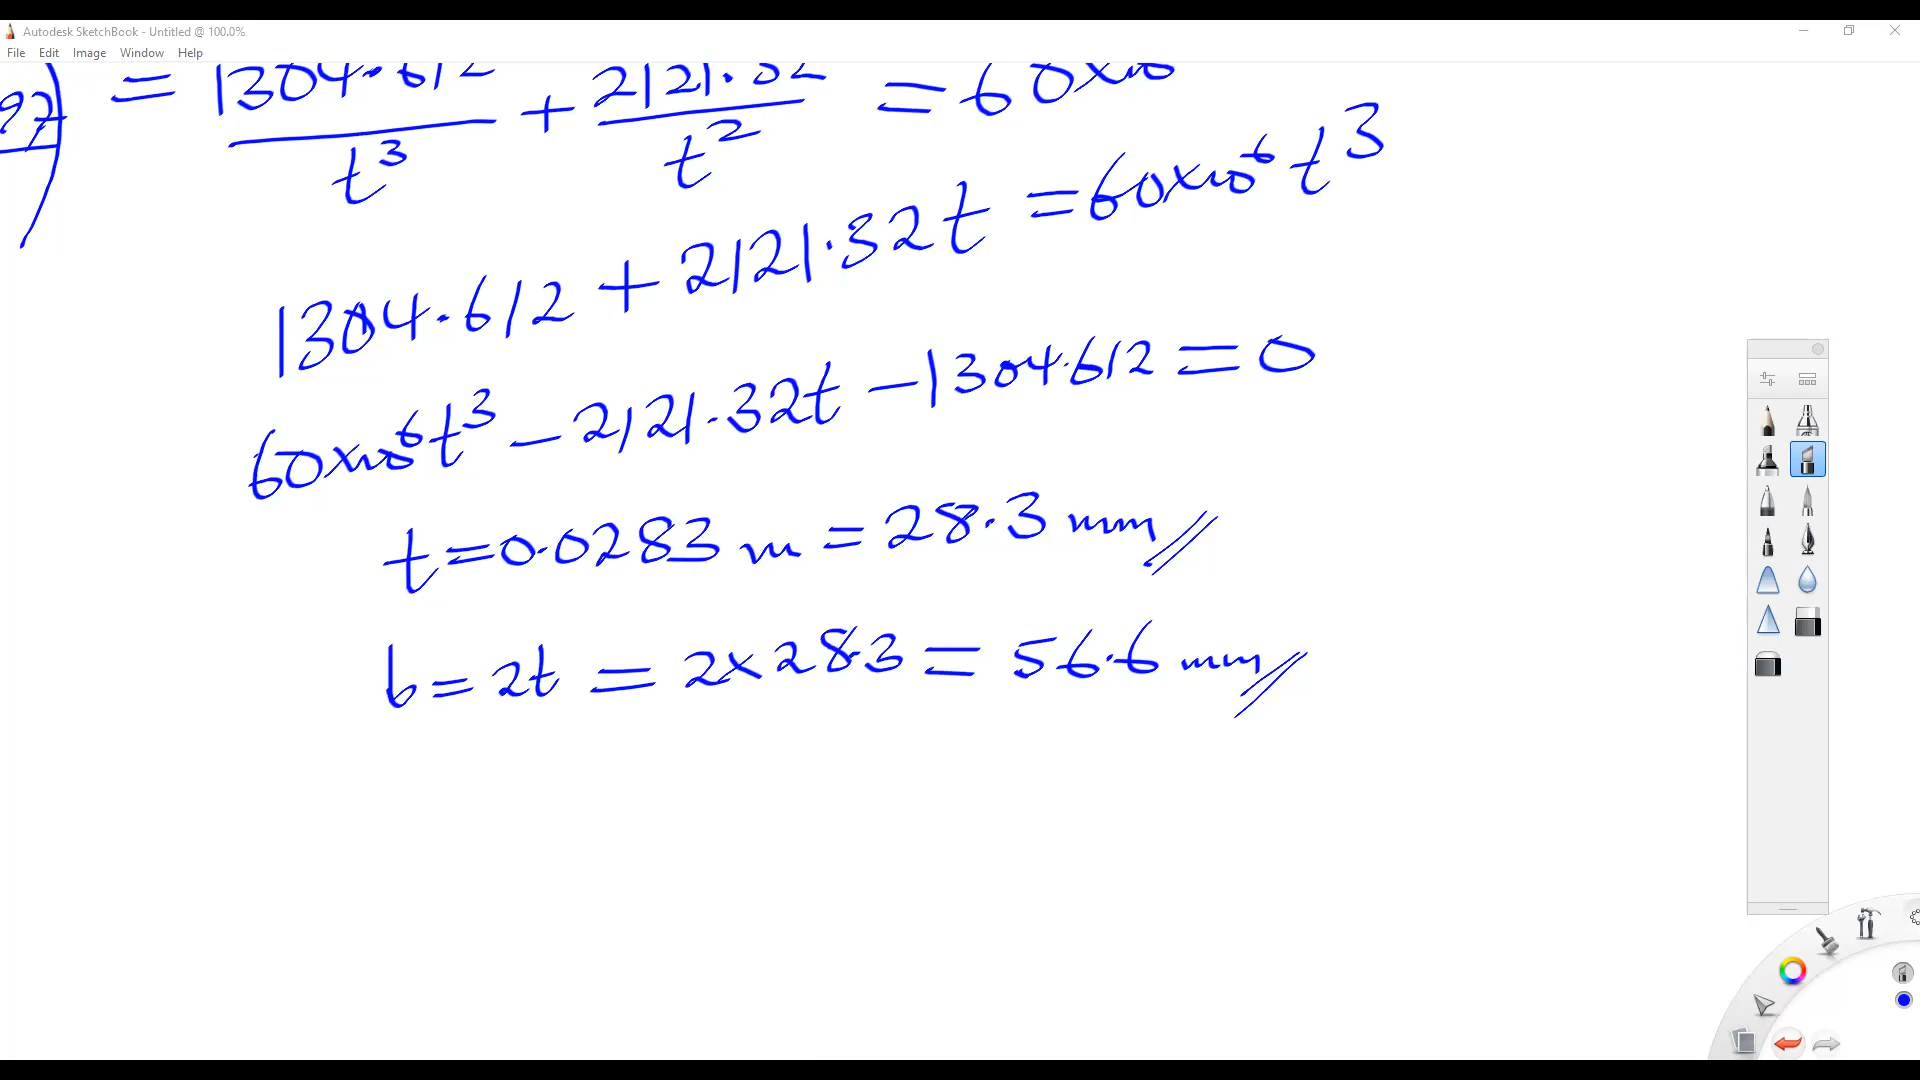 Autodesk SketchBook - Untitled @ 100.0%
File Edit Image Window Help
= 1304.612/t³ + 2121.32/t² = 60x10
1304.612 + 2121.32t = 60x10⁶ t³
60x10⁶t³ - 2121.32t - 1304.612 = 0
t = 0.0283 m = 28.3 mm //
b = 2t = 2x28.3 = 56.6 mm //